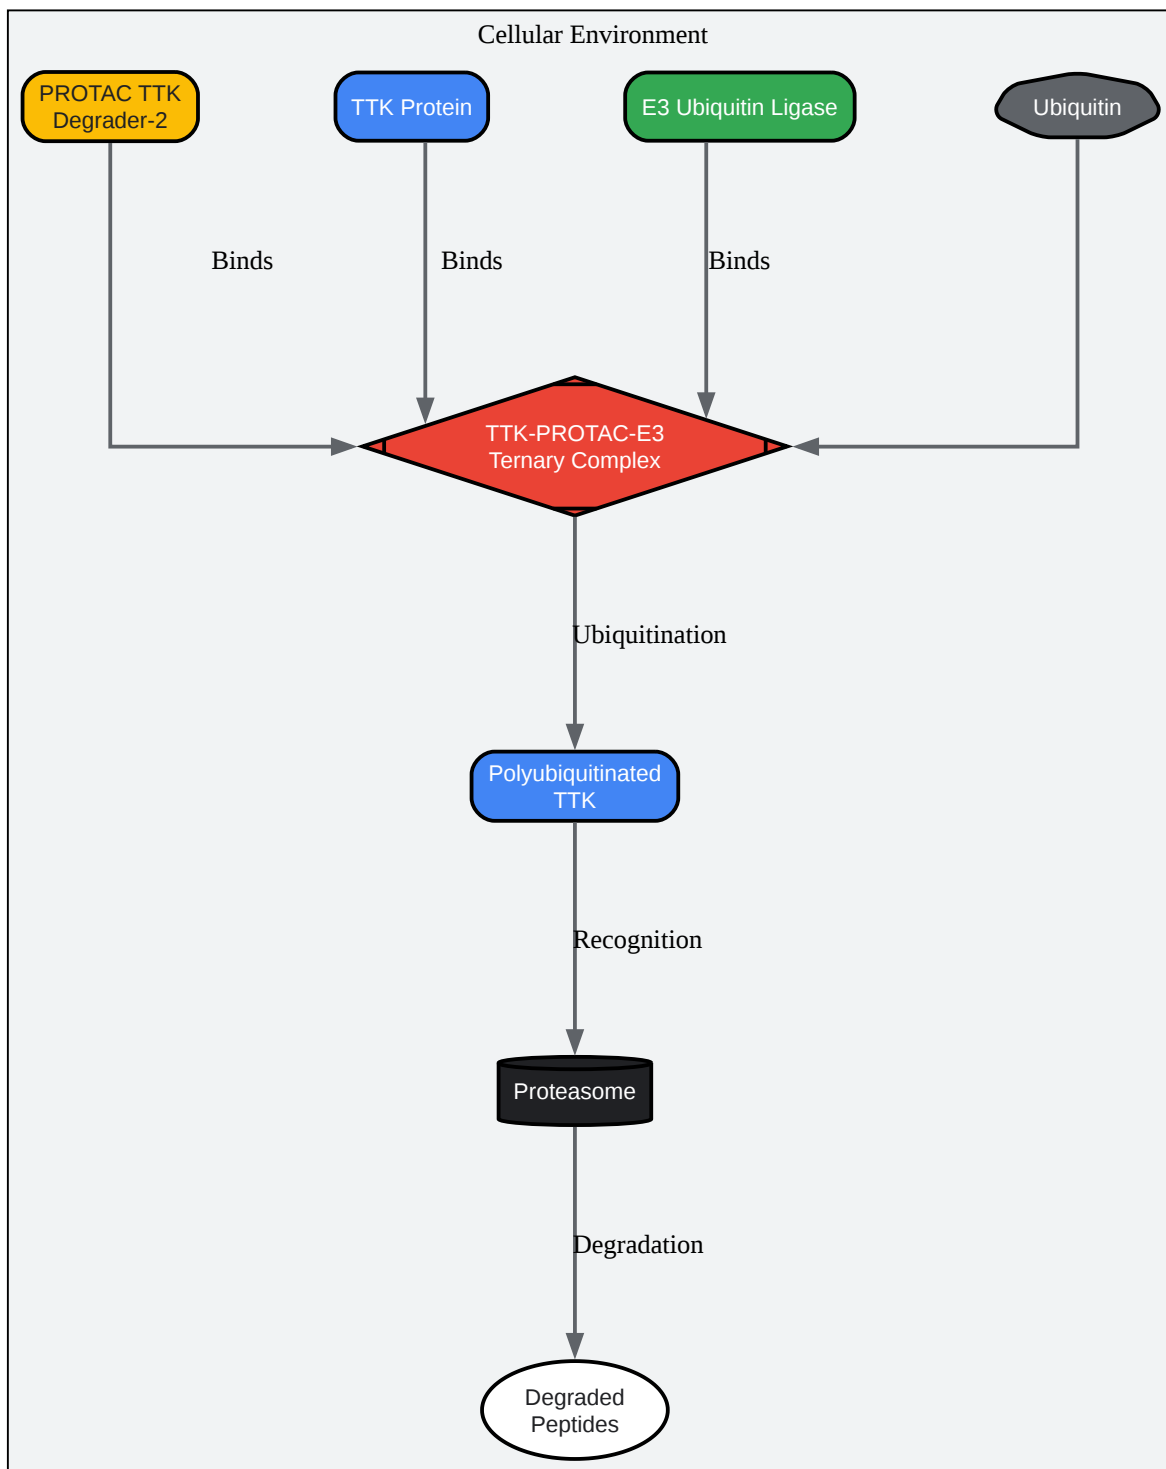 Cellular Environment
PROTAC TTK
Degrader-2
TTK Protein
E3 Ubiquitin Ligase
Ubiquitin
Binds
Binds
Binds
TTK-PROTAC-E3
Ternary Complex
Ubiquitination
Polyubiquitinated
TTK
Recognition
Proteasome
Degradation
Degraded
Peptides